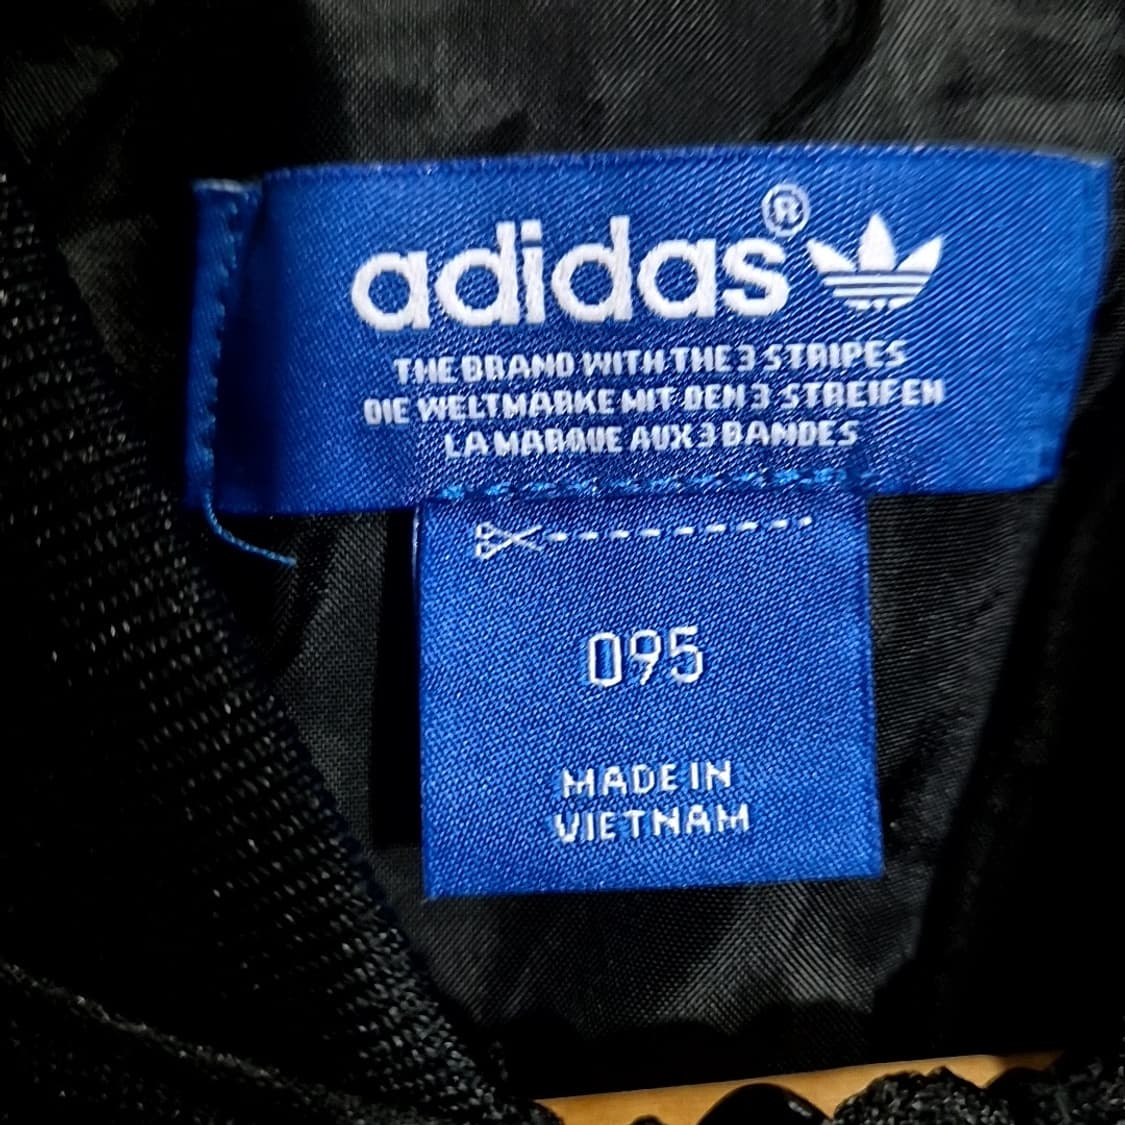 adidas®
THE BRAND WITH THE 3 STRIPES
DIE WELTMARKE MIT DEN 3 STREIFEN
LA MARQUE AUX 3 BANDES
095
MADE IN
VIETNAM